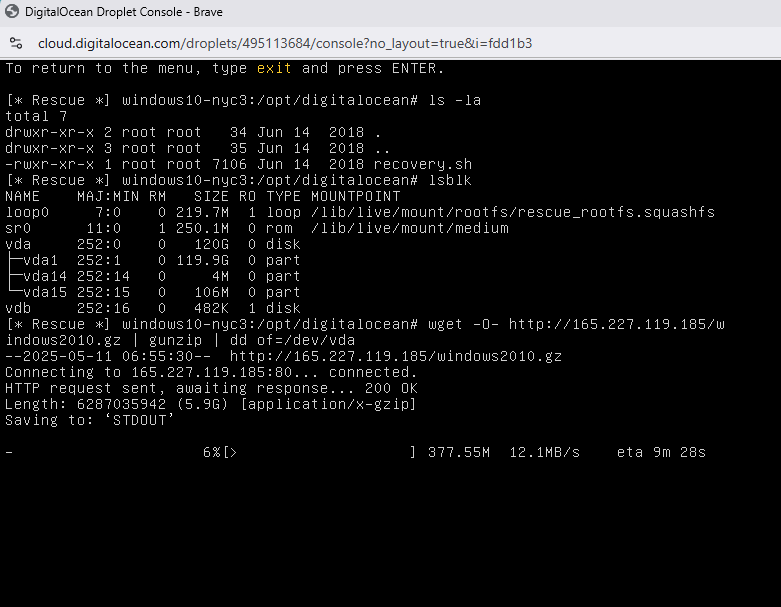 DigitalOcean Droplet Console - Brave
cloud.digitalocean.com/droplets/495113684/console?no_layout=true&i=fdd1b3
To return to the menu, type exit and press ENTER.
[* Rescue *] windows10-nyc3:/opt/digitalocean# ls -la
total 7
drwxr-xr-x 2 root root   34 Jun 14  2018 .
drwxr-xr-x 3 root root   35 Jun 14  2018 ..
-rwxr-xr-x 1 root root 7106 Jun 14  2018 recovery.sh
[* Rescue *] windows10-nyc3:/opt/digitalocean# lsblk
NAME    MAJ:MIN RM   SIZE RO TYPE MOUNTPOINT
loop0     7:0    0 219.7M  1 loop /lib/live/mount/rootfs/rescue_rootfs.squashfs
sr0      11:0    1 250.1M  0 rom  /lib/live/mount/medium
vda     252:0    0   120G  0 disk
├─vda1  252:1    0 119.9G  0 part
├─vda14 252:14   0     4M  0 part
└─vda15 252:15   0   106M  0 part
vdb     252:16   0   482K  1 disk
[* Rescue *] windows10-nyc3:/opt/digitalocean# wget -O- http://165.227.119.185/w
indows2010.gz | gunzip | dd of=/dev/vda
--2025-05-11 06:55:30--  http://165.227.119.185/windows2010.gz
Connecting to 165.227.119.185:80... connected.
HTTP request sent, awaiting response... 200 OK
Length: 6287035942 (5.9G) [application/x-gzip]
Saving to: ‘STDOUT’
-                       6%[>                     ] 377.55M  12.1MB/s    eta 9m 28s